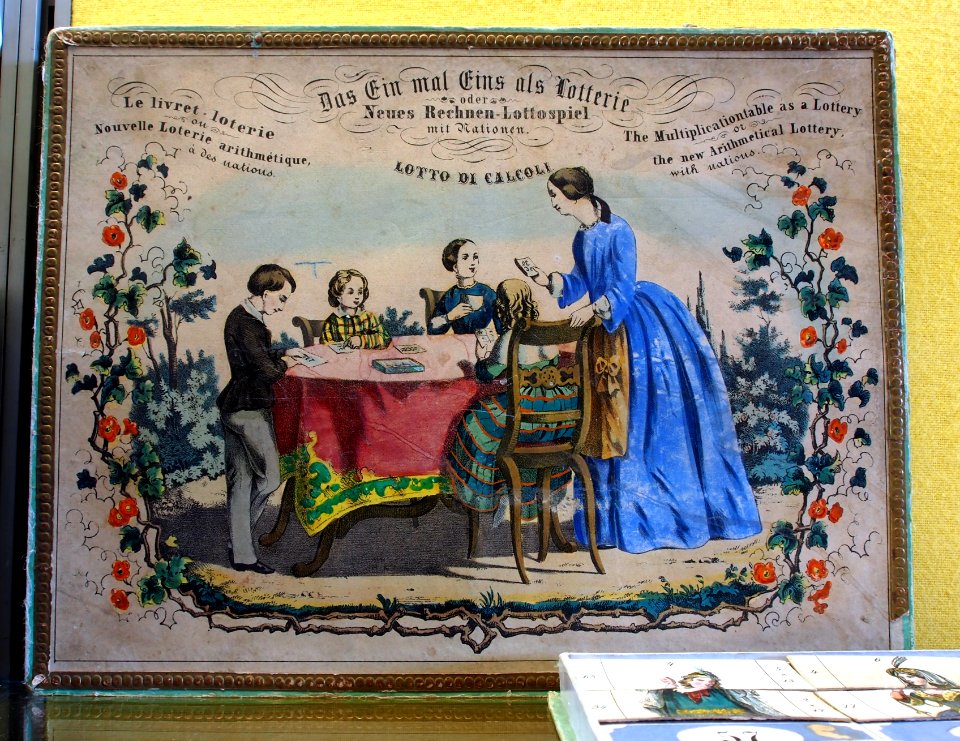 Das Ein mal Eins als Lotterie
oder
Neues Rechnen-Lottospiel
mit Nationen.
Le livret, loterie
ou
Nouvelle Loterie arithmétique,
à des nations.
The Multiplicationtable as a Lottery
or
the new Arithmetical Lottery,
with nations.
LOTTO DI CALCOLI